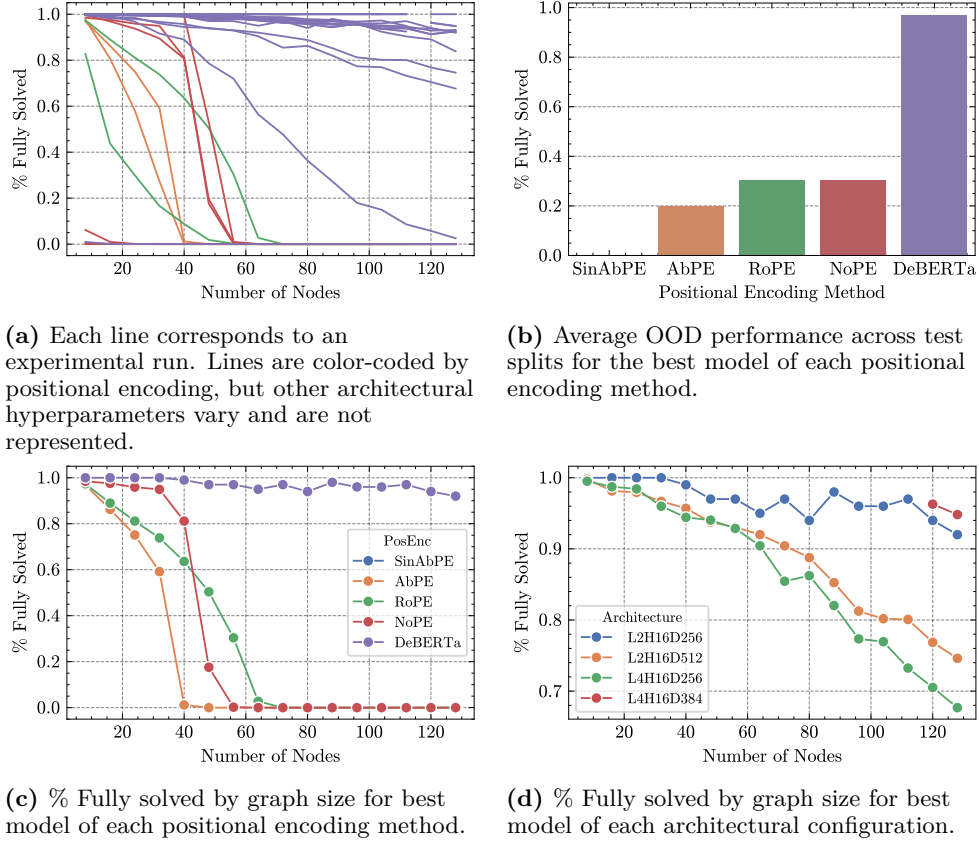 1.0
0.8
0.6
0.4
0.2
0.0
% Fully Solved
20 40 60 80 100 120
Number of Nodes
1.0
0.8
0.6
0.4
0.2
0.0
% Fully Solved
SinAbPE AbPE RoPE NoPE DeBERTa
Positional Encoding Method
(a) Each line corresponds to an
experimental run. Lines are color-coded by
positional encoding, but other architectural
hyperparameters vary and are not
represented.
(b) Average OOD performance across test
splits for the best model of each positional
encoding method.
1.0
0.8
0.6
0.4
0.2
0.0
% Fully Solved
PosEnc
SinAbPE
AbPE
RoPE
NoPE
DeBERTa
20 40 60 80 100 120
Number of Nodes
1.0
0.9
0.8
0.7
% Fully Solved
Architecture
L2H16D256
L2H16D512
L4H16D256
L4H16D384
20 40 60 80 100 120
Number of Nodes
(c) % Fully solved by graph size for best
model of each positional encoding method.
(d) % Fully solved by graph size for best
model of each architectural configuration.